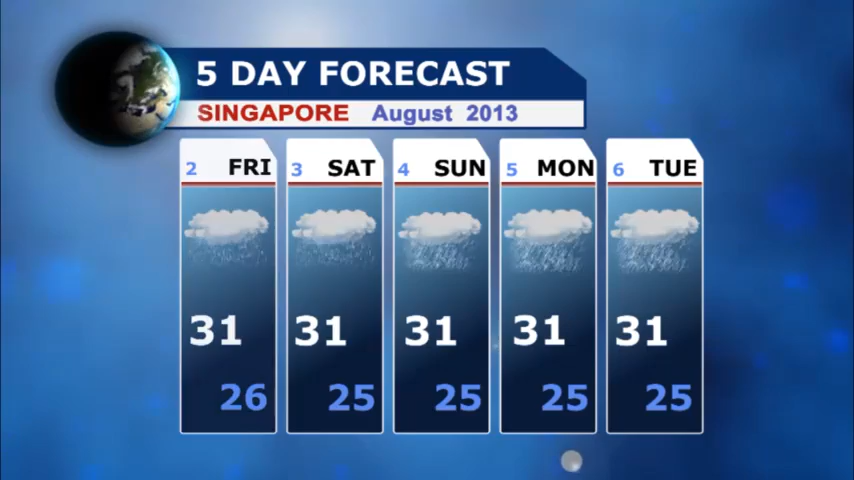 5 DAY FORECAST
SINGAPORE August 2013
2 FRI 3 SAT 4 SUN 5 MON 6 TUE
31 31 31 31 31
26 25 25 25 25